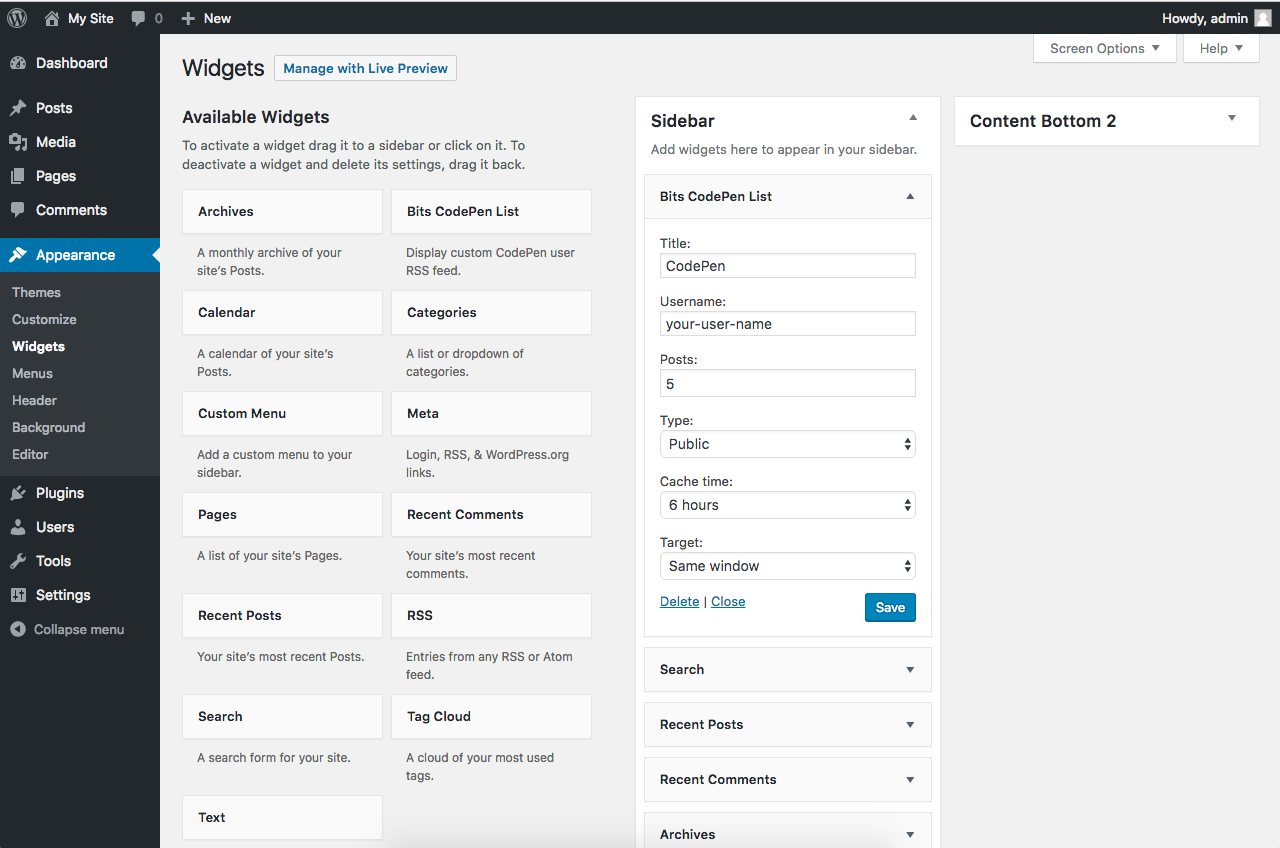 My Site
0
New
Howdy, admin
Dashboard
Posts
Media
Pages
Comments
Appearance
Themes
Customize
Widgets
Menus
Header
Background
Editor
Plugins
Users
Tools
Settings
Collapse menu
Screen Options
Help
Widgets
Manage with Live Preview
Available Widgets
To activate a widget drag it to a sidebar or click on it. To
deactivate a widget and delete its settings, drag it back.
Archives
A monthly archive of your
site’s Posts.
Bits CodePen List
Display custom CodePen user
RSS feed.
Calendar
A calendar of your site’s
Posts.
Categories
A list or dropdown of
categories.
Custom Menu
Add a custom menu to your
sidebar.
Meta
Login, RSS, & WordPress.org
links.
Pages
A list of your site’s Pages.
Recent Comments
Your site’s most recent
comments.
Recent Posts
Your site’s most recent Posts.
RSS
Entries from any RSS or Atom
feed.
Search
A search form for your site.
Tag Cloud
A cloud of your most used
tags.
Text
Sidebar
Add widgets here to appear in your sidebar.
Bits CodePen List
Title:
CodePen
Username:
your-user-name
Posts:
5
Type:
Public
Cache time:
6 hours
Target:
Same window
Delete | Close
Save
Search
Recent Posts
Recent Comments
Archives
Content Bottom 2